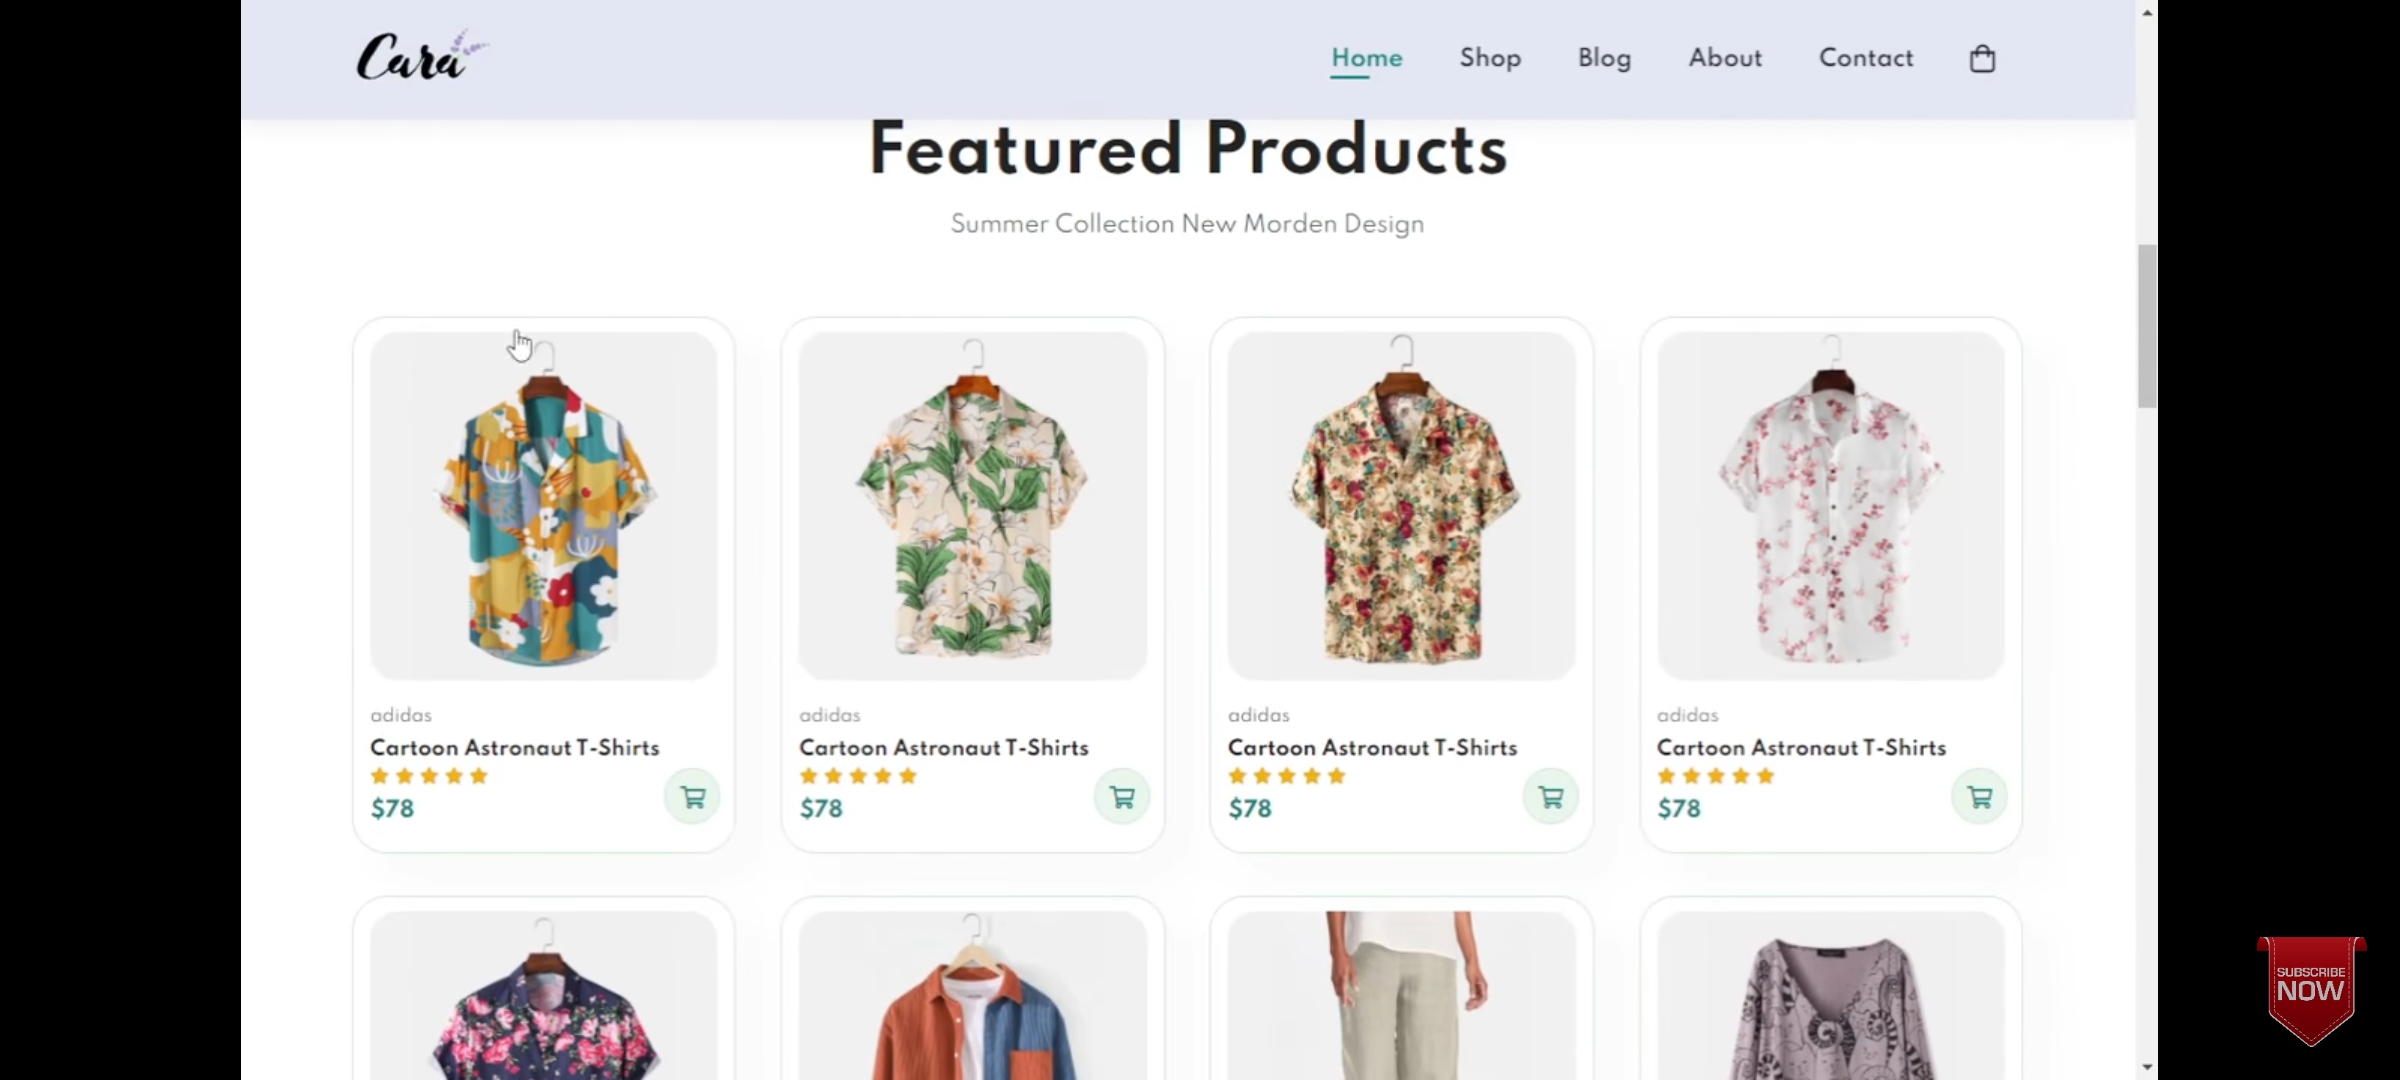 Cara
Home Shop Blog About Contact
Featured Products
Summer Collection New Morden Design
adidas
Cartoon Astronaut T-Shirts
$78
adidas
Cartoon Astronaut T-Shirts
$78
adidas
Cartoon Astronaut T-Shirts
$78
adidas
Cartoon Astronaut T-Shirts
$78
SUBSCRIBE
NOW